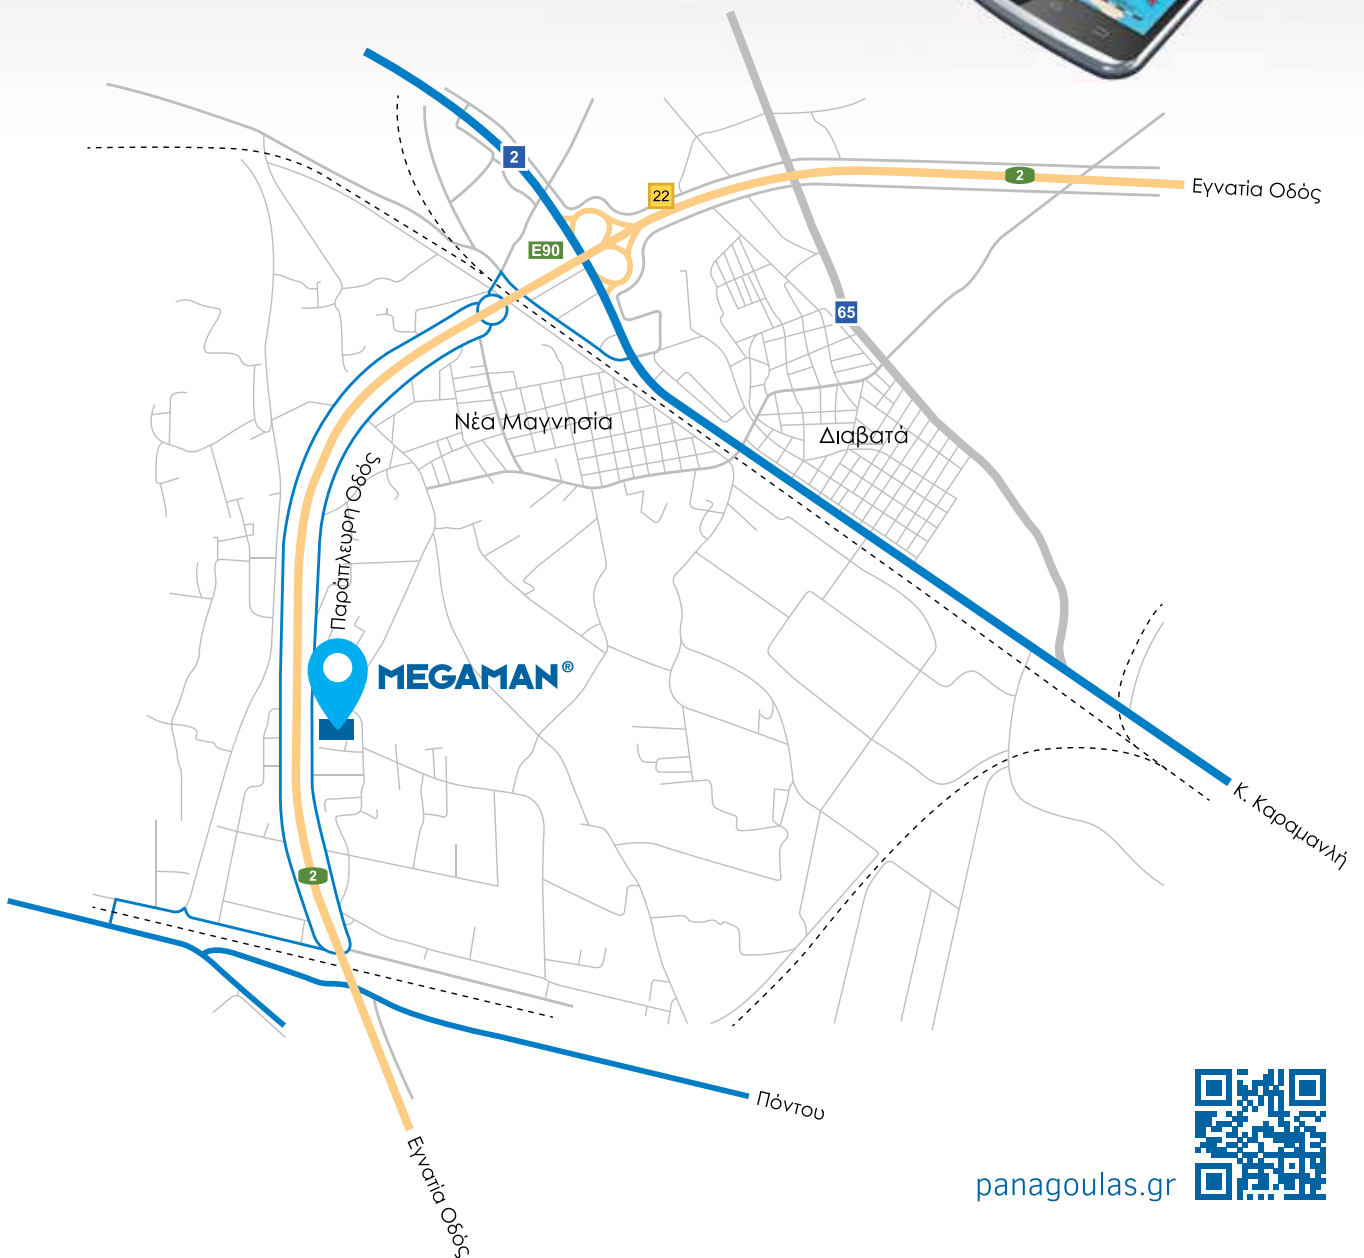 2
22
2
Εγνατία Οδός
E90
65
Νέα Μαγνησία
Διαβατά
Παράπλευρη Οδός
MEGAMAN®
Κ. Καραμανλή
2
Πόντου
Εγνατία Οδός
panagoulas.gr